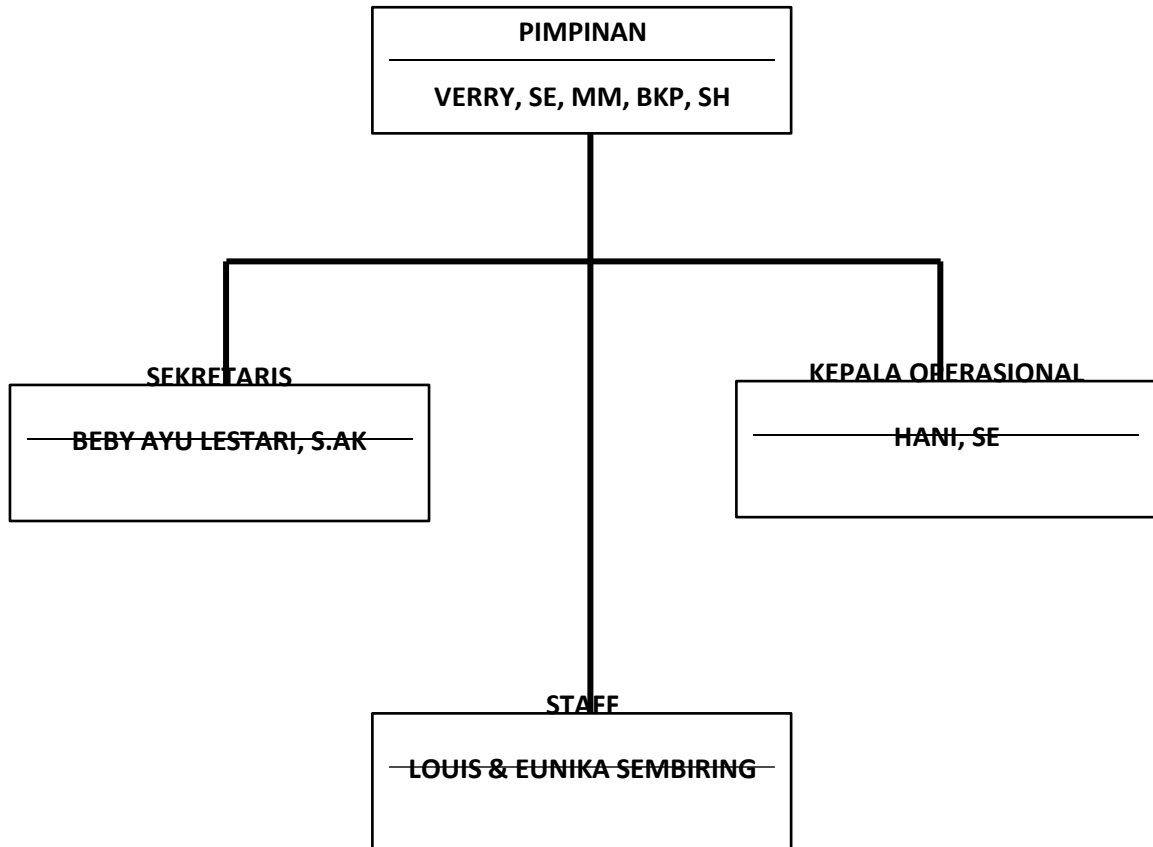 PIMPINAN
VERRY, SE, MM, BKP, SH
SEKRETARIS
BEBY AYU LESTARI, S.AK
KEPALA OPERASIONAL
HANI, SE
STAFF
LOUIS & EUNIKA SEMBIRING